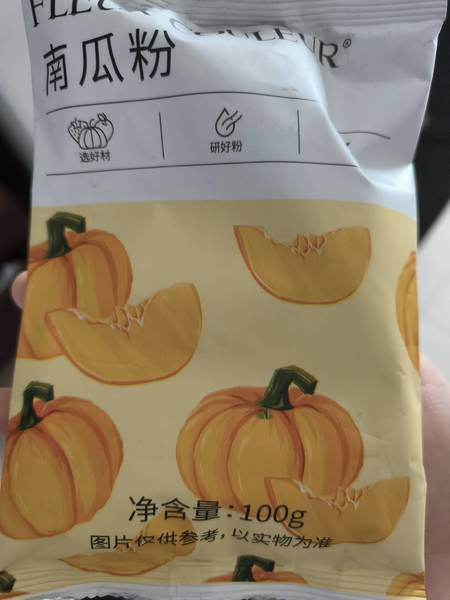 COULEUR®
南瓜粉
选好材
研好粉
净含量:100g
图片仅供参考,以实物为准